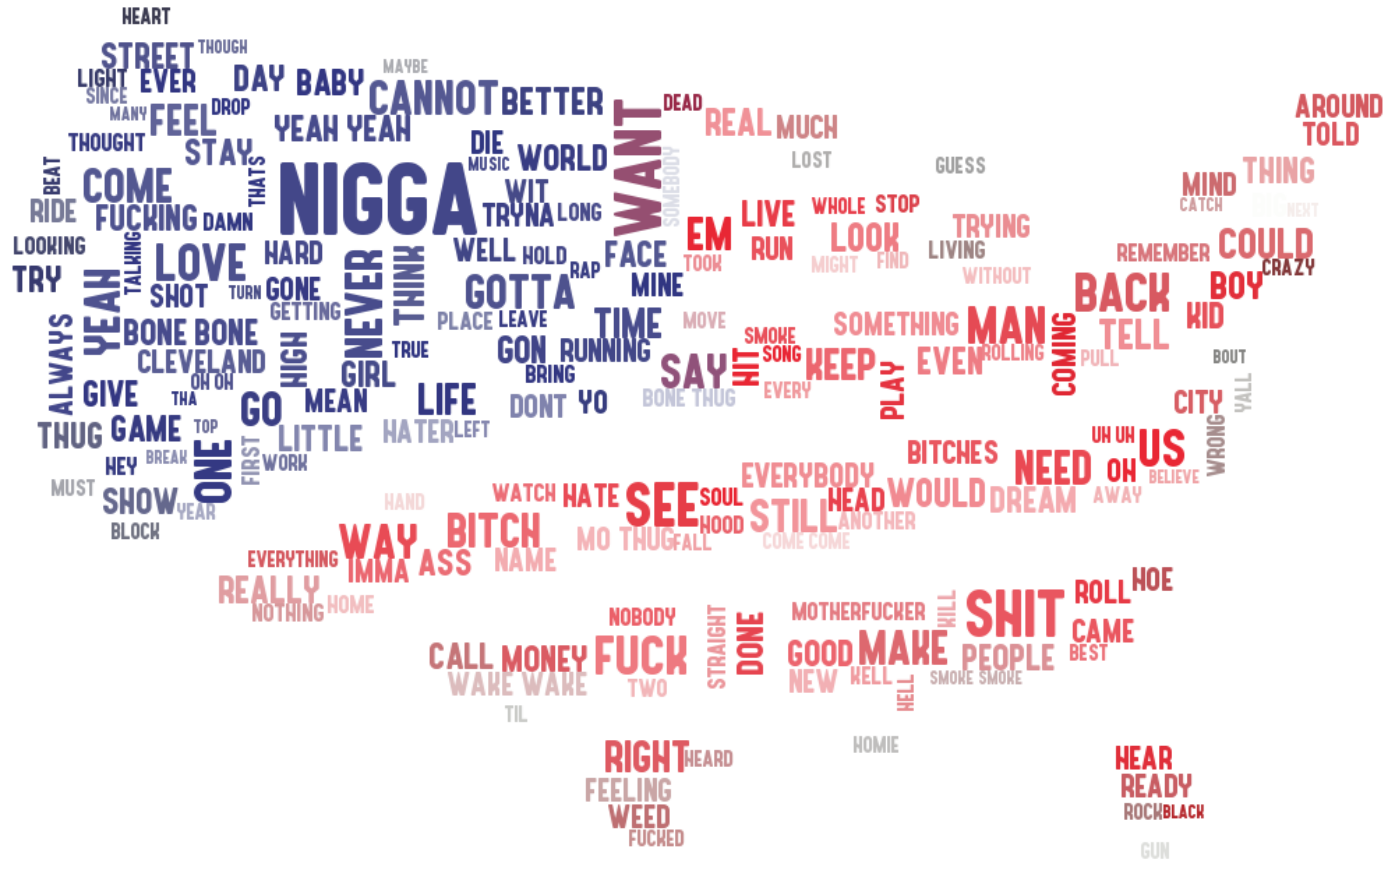 HEART
STREET THOUGH
LIGHT EVER DAY BABY MAYBE
SINCE CANNOT BETTER WANT DEAD
MANY FEEL DROP REAL MUCH AROUND
THOUGHT YEAH YEAH DIE TOLD
STAY MUSIC WORLD SOMEBODY LOST GUESS THING
BEAT COME THATS NIGGA WIT MIND
RIDE FUCKING DAMN TRYNA LONG LIVE WHOLE STOP CATCH BIG NEXT
LOOKING TALKING LOVE HARD WELL HOLD FACE EM RUN LOOK TRYING COULD
TRY SHOT TURN GONE NEVER THINK RAP TOOK MIGHT FIND LIVING REMEMBER CRAZY
YEAH GETTING GOTTA MINE WITHOUT BACK BOY
ALWAYS BONE BONE PLACE LEAVE TIME MOVE SOMETHING MAN COMING TELL KID
CLEVELAND HIGH TRUE GON RUNNING SMOKE
OH OH GIRL BRING SAY HIT SONG KEEP PLAY EVEN ROLLING PULL BOUT
GIVE THA GO MEAN LIFE DONT YO BONE THUG EVERY CITY YALL
THUG GAME TOP LITTLE HATER LEFT UH UH US WRONG
HEY BREAK ONE FIRST WORK BITCHES NEED OH BELIEVE
MUST SHOW YEAR HAND WATCH HATE SEE SOUL EVERYBODY HEAD WOULD DREAM AWAY
BLOCK WAY BITCH MO THUG HOOD STILL ANOTHER
FALL COME COME
EVERYTHING IMMA ASS NAME
REALLY HOE
NOTHING HOME NOBODY STRAIGHT DONE MOTHERFUCKER KILL SHIT ROLL
CAME
CALL MONEY FUCK GOOD MAKE PEOPLE BEST
WAKE WAKE TWO NEW KELL HELL SMOKE SMOKE
TIL
HOMIE
RIGHT HEARD HEAR
FEELING READY
WEED ROCK BLACK
FUCKED GUN